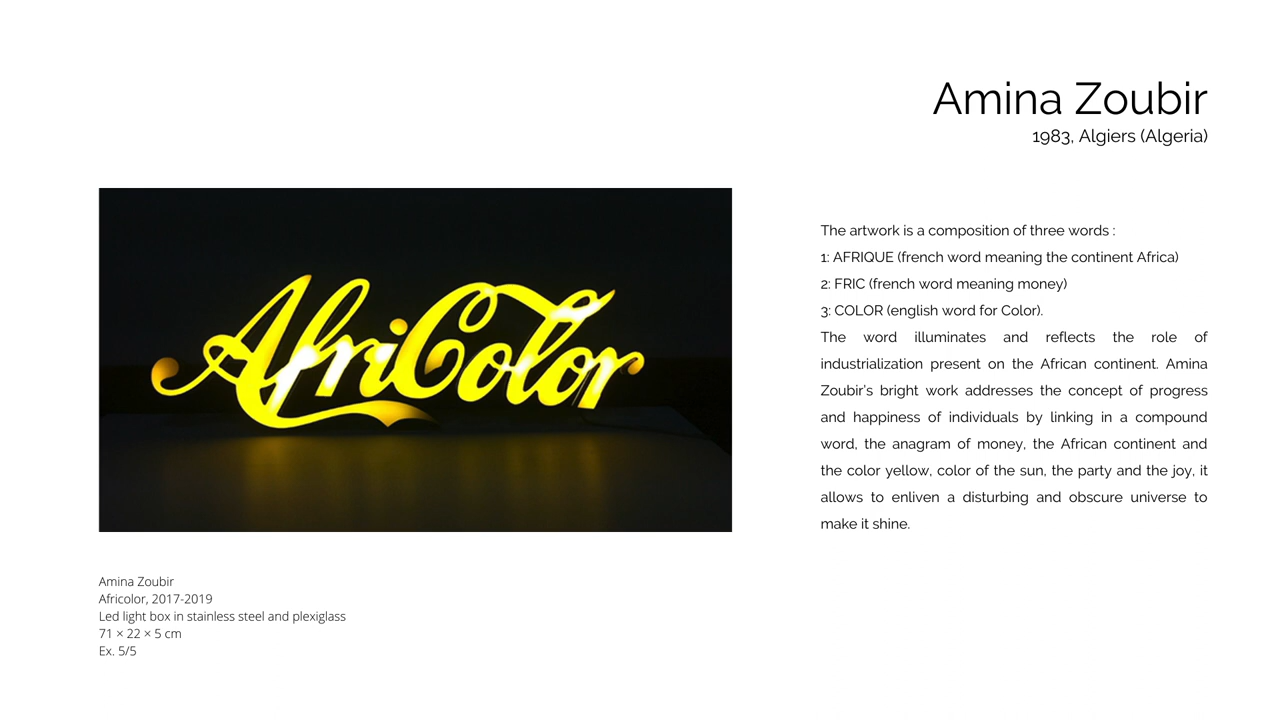 Amina Zoubir
1983, Algiers (Algeria)
AfriColor
The artwork is a composition of three words :
1: AFRIQUE (french word meaning the continent Africa)
2: FRIC (french word meaning money)
3: COLOR (english word for Color).
The word illuminates and reflects the role of
industrialization present on the African continent. Amina
Zoubir's bright work addresses the concept of progress
and happiness of individuals by linking in a compound
word, the anagram of money, the African continent and
the color yellow, color of the sun, the party and the joy, it
allows to enliven a disturbing and obscure universe to
make it shine.
Amina Zoubir
Africolor, 2017-2019
Led light box in stainless steel and plexiglass
71 × 22 × 5 cm
Ex. 5/5